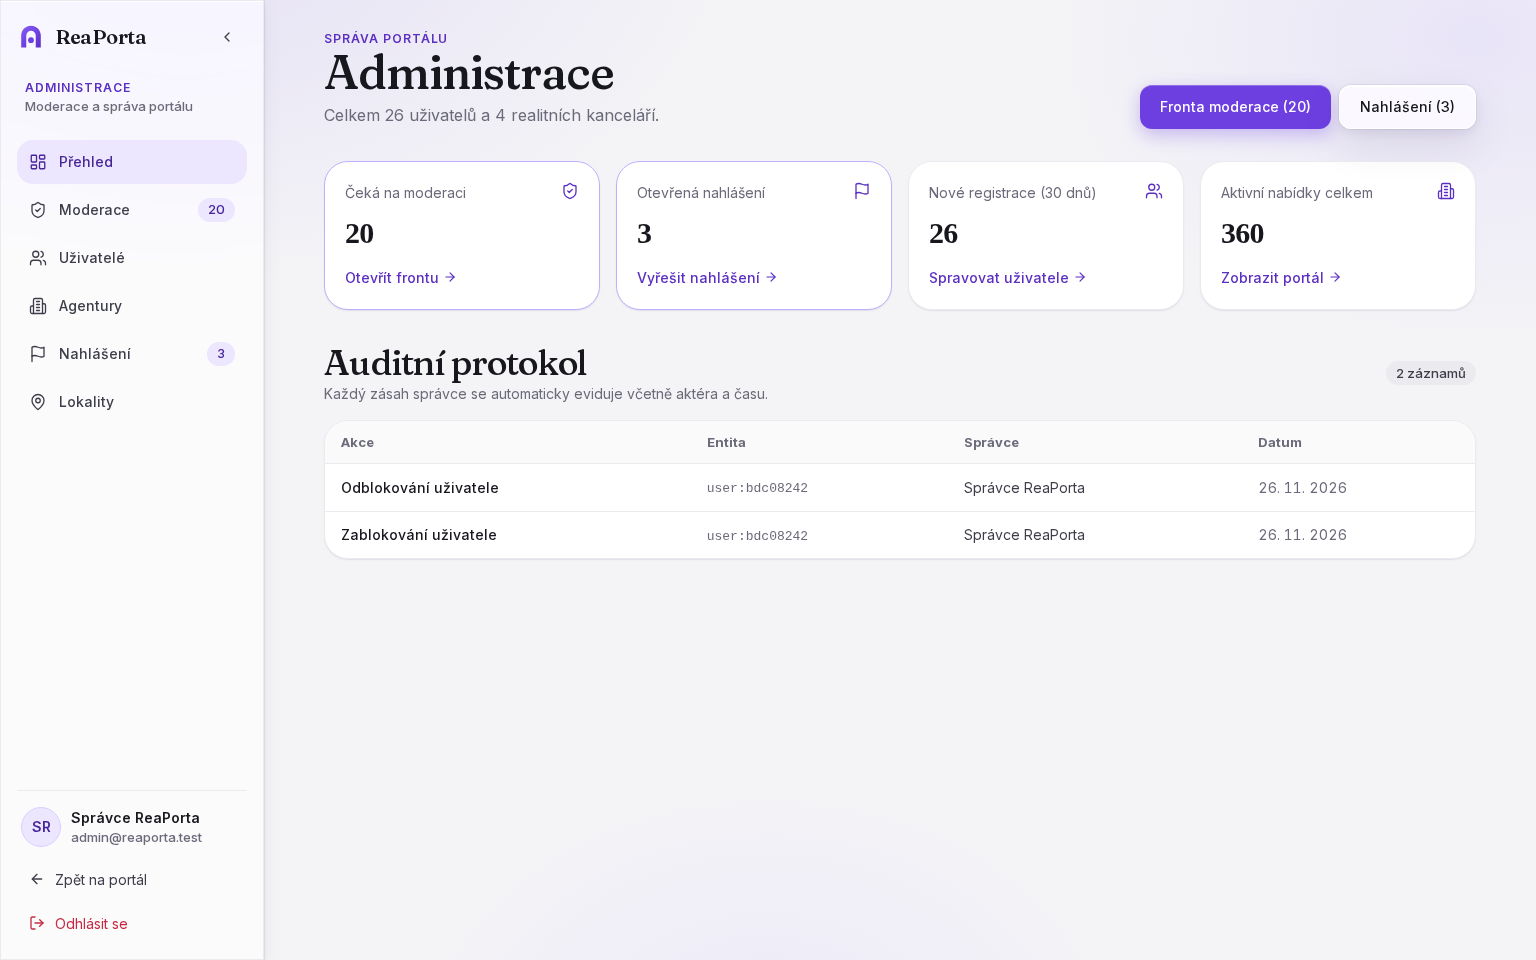 ReaPorta
ADMINISTRACE
Moderace a správa portálu
Přehled
Moderace 20
Uživatelé
Agentury
Nahlášení 3
Lokality
SR
Správce ReaPorta
admin@reaporta.test
Zpět na portál
Odhlásit se
SPRÁVA PORTÁLU
Administrace
Celkem 26 uživatelů a 4 realitních kanceláří.
Fronta moderace (20)
Nahlášení (3)
Čeká na moderaci
20
Otevřít frontu
Otevřená nahlášení
3
Vyřešit nahlášení
Nové registrace (30 dnů)
26
Spravovat uživatele
Aktivní nabídky celkem
360
Zobrazit portál
Auditní protokol
Každý zásah správce se automaticky eviduje včetně aktéra a času.
2 záznamů
Akce Entita Správce Datum
Odblokování uživatele user:bdc08242 Správce ReaPorta 26. 11. 2026
Zablokování uživatele user:bdc08242 Správce ReaPorta 26. 11. 2026